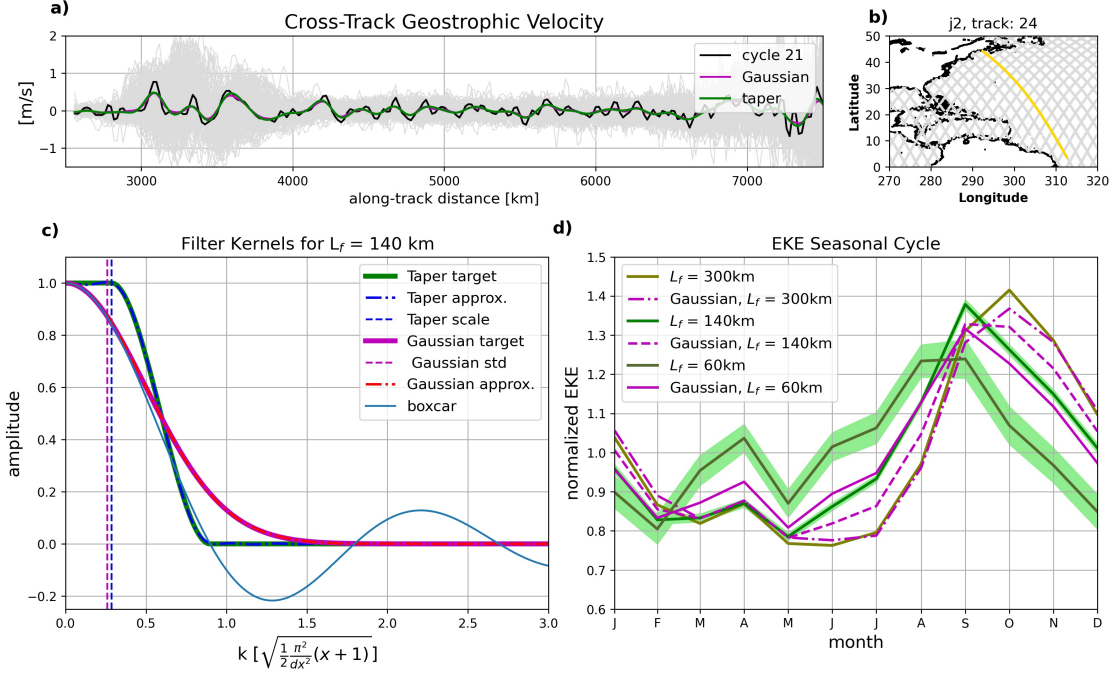 a)
Cross-Track Geostrophic Velocity
[m/s]
2
1
0
−1
cycle 21
Gaussian
taper
3000 4000 5000 6000 7000
along-track distance [km]
b)
j2, track: 24
Latitude
50
40
30
20
10
0
270 280 290 300 310 320
Longitude
c)
Filter Kernels for L_f = 140 km
amplitude
1.0
0.8
0.6
0.4
0.2
0.0
−0.2
Taper target
Taper approx.
Taper scale
Gaussian target
Gaussian std
Gaussian approx.
boxcar
0.0 0.5 1.0 1.5 2.0 2.5 3.0
k [√(1/2 π²/dx² (x + 1))]
d)
EKE Seasonal Cycle
normalized EKE
1.5
1.4
1.3
1.2
1.1
1.0
0.9
0.8
0.7
0.6
L_f = 300km
Gaussian, L_f = 300km
L_f = 140km
Gaussian, L_f = 140km
L_f = 60km
Gaussian, L_f = 60km
J F M A M J J A S O N D
month